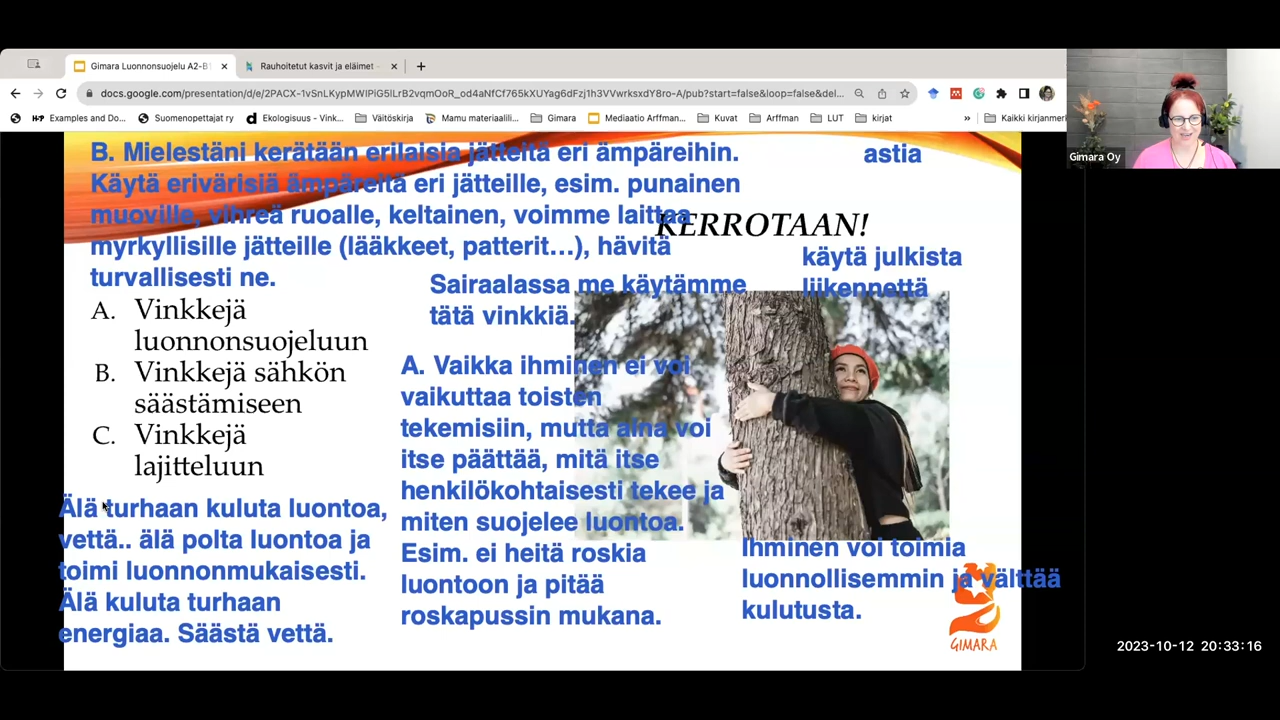 Gimara Luonnonsuojelu A2-B1
Rauhoitetut kasvit ja eläimet -
docs.google.com/presentation/d/e/2PACX-1vSnLKypMWIPiG5ILrB2vqmOoR_od4aNfCf765kXUYag6dFzj1h3VVwrksxdY8ro-A/pub?start=false&loop=false&del...
Examples and Do...
Suomenopettajat ry
Ekologisuus - Vink...
Väitöskirja
Mamu materiaalili...
Gimara
Mediaatio Arffman...
Kuvat
Arffman
LUT
kirjat
»
Kaikki kirjanmerkit
Gimara Oy
B. Mielestäni kerätään erilaisia jätteitä eri ämpäreihin.
Käytä erivärisiä ämpäreitä eri jätteille, esim. punainen
muoville, vihreä ruoalle, keltainen, voimme laittaa
myrkyllisille jätteille (lääkkeet, patterit...), hävitä
turvallisesti ne.
astia
KERROTAAN!
käytä julkista
liikennettä
Sairaalassa me käytämme
tätä vinkkiä.
A. Vinkkejä
luonnonsuojeluun
B. Vinkkejä sähkön
säästämiseen
C. Vinkkejä
lajitteluun
A. Vaikka ihminen ei voi
vaikuttaa toisten
tekemisiin, mutta aina voi
itse päättää, mitä itse
henkilökohtaisesti tekee ja
miten suojelee luontoa.
Esim. ei heitä roskia
luontoon ja pitää
roskapussin mukana.
Älä turhaan kuluta luontoa,
vettä.. älä polta luontoa ja
toimi luonnonmukaisesti.
Älä kuluta turhaan
energiaa. Säästä vettä.
Ihminen voi toimia
luonnollisemmin ja välttää
kulutusta.
GIMARA
2023-10-12 20:33:16